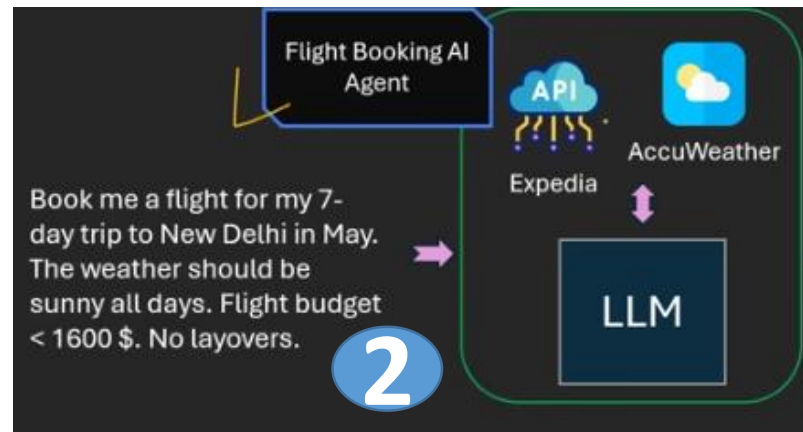 Flight Booking AI
Agent
API
AccuWeather
Expedia
Book me a flight for my 7-
day trip to New Delhi in May.
The weather should be
sunny all days. Flight budget
< 1600 $. No layovers.
LLM
2